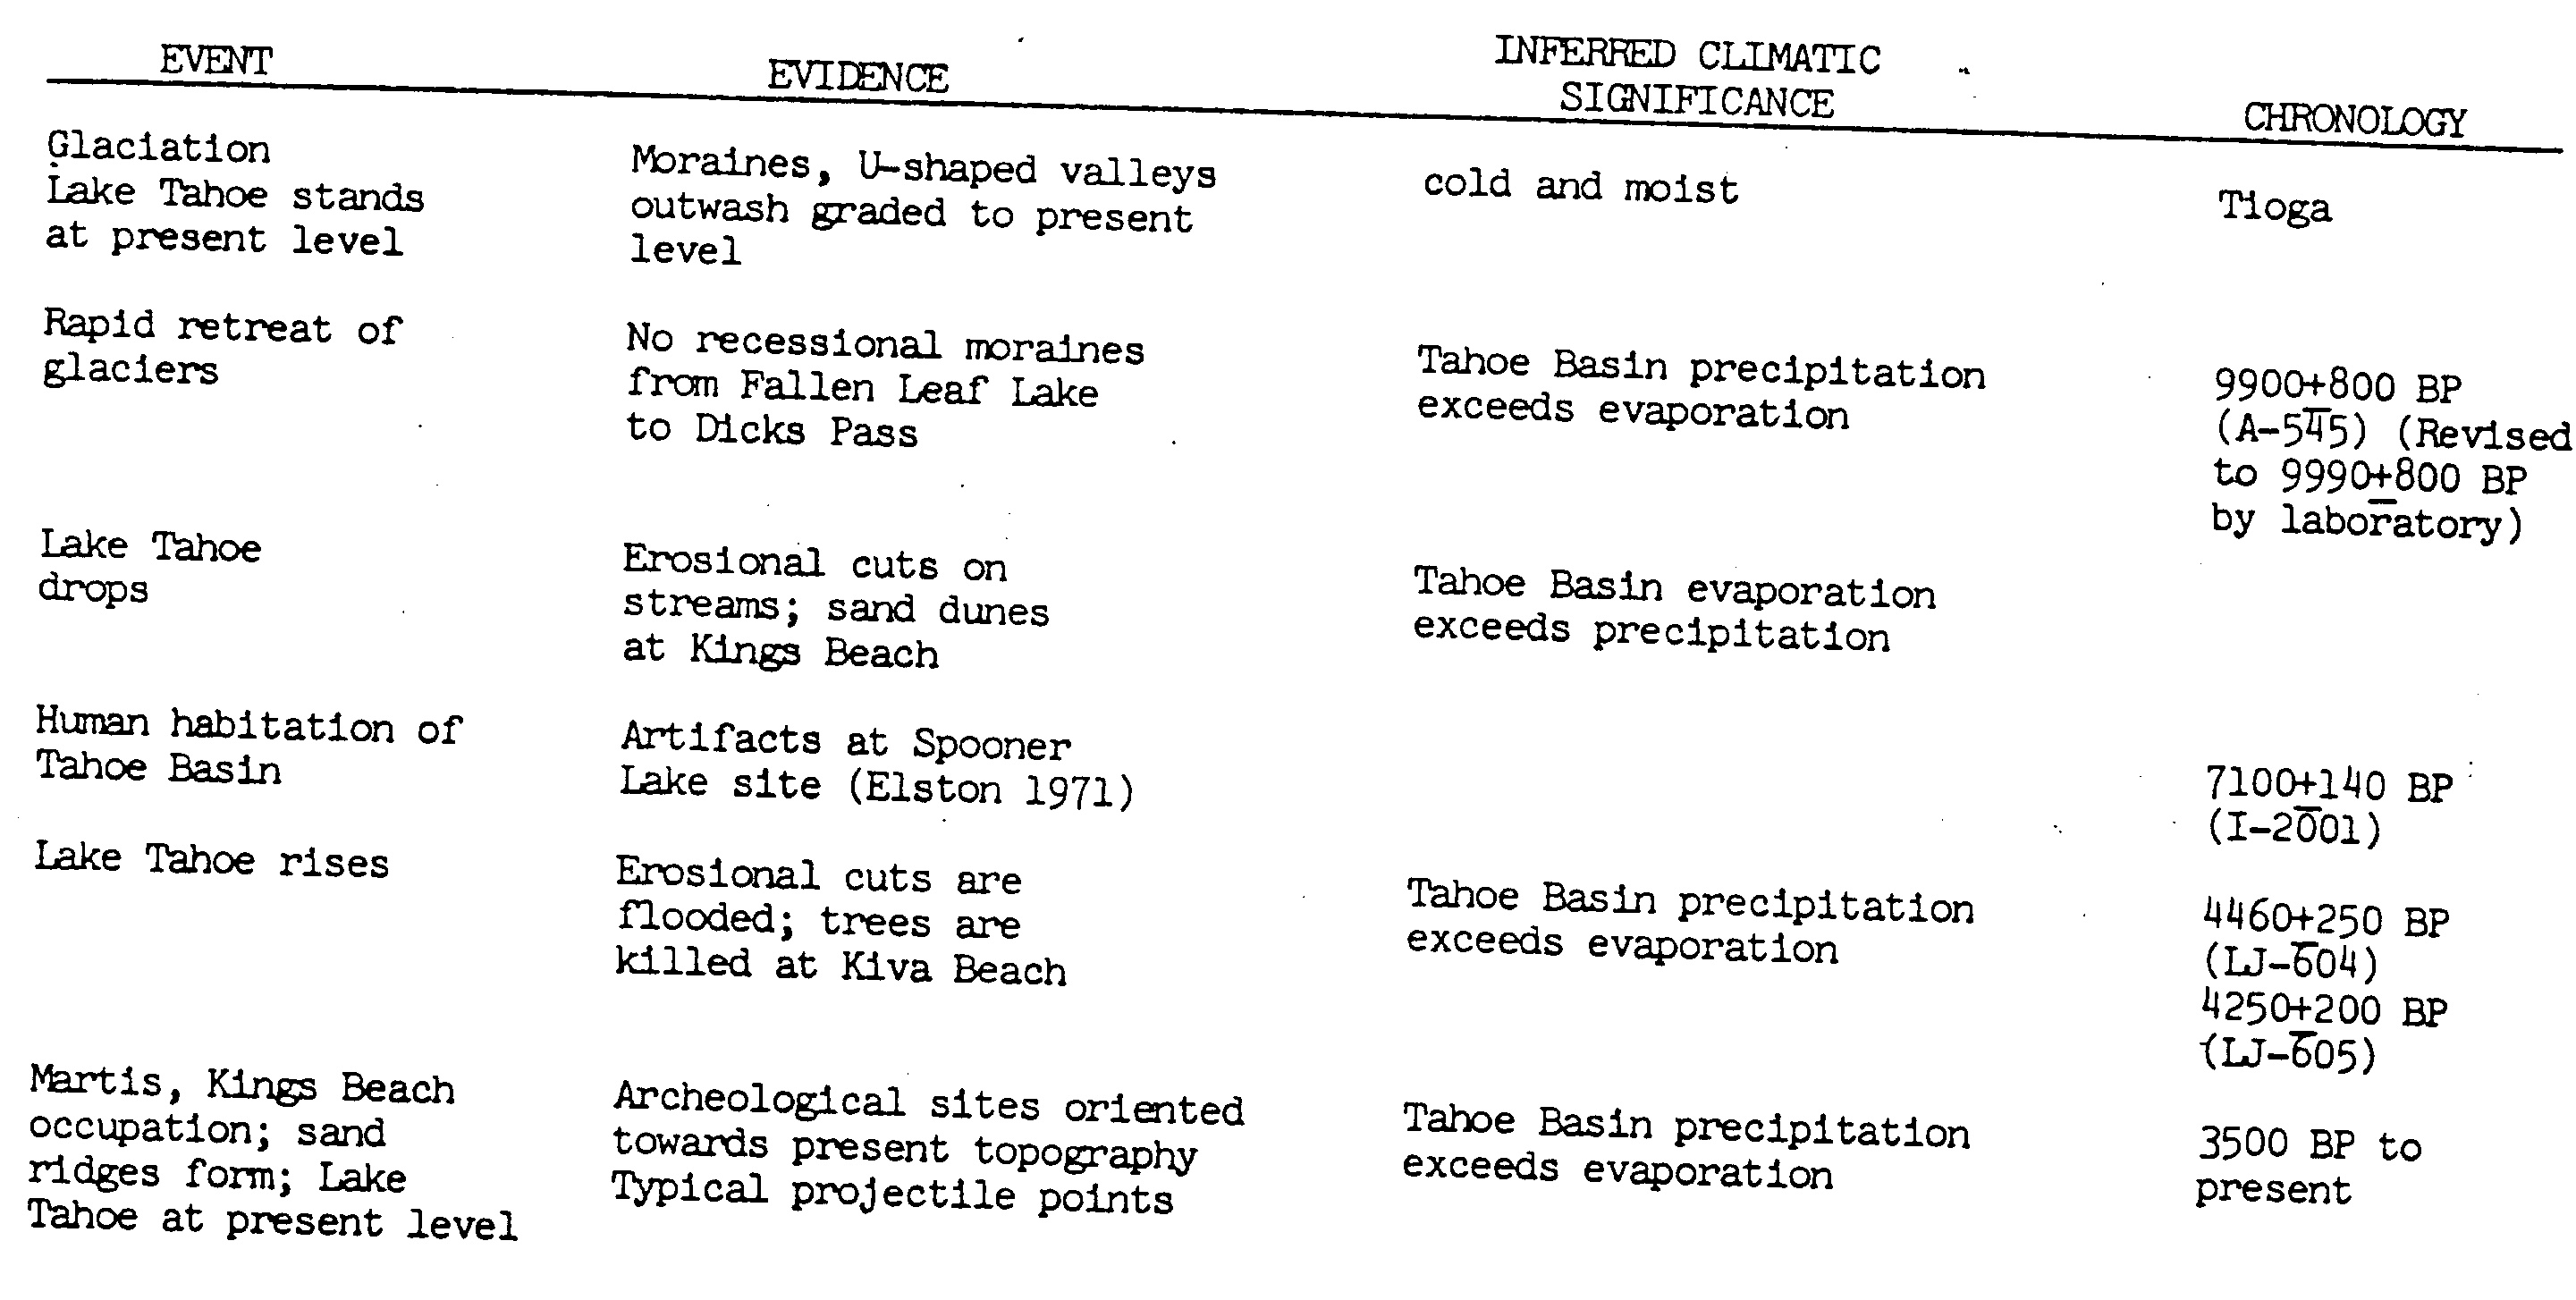 EVENT
EVIDENCE
INFERRED CLIMATIC
SIGNIFICANCE
CHRONOLOGY
Glaciation
Lake Tahoe stands
at present level
Moraines, U-shaped valleys
outwash graded to present
level
cold and moist
Tioga
Rapid retreat of
glaciers
No recessional moraines
from Fallen Leaf Lake
to Dicks Pass
Tahoe Basin precipitation
exceeds evaporation
9900±800 BP
(A-545) (Revised
to 9990±800 BP
by laboratory)
Lake Tahoe
drops
Erosional cuts on
streams; sand dunes
at Kings Beach
Tahoe Basin evaporation
exceeds precipitation
Human habitation of
Tahoe Basin
Artifacts at Spooner
Lake site (Elston 1971)
7100±140 BP
(I-2001)
Lake Tahoe rises
Erosional cuts are
flooded; trees are
killed at Kiva Beach
Tahoe Basin precipitation
exceeds evaporation
4460±250 BP
(LJ-604)
4250±200 BP
(LJ-605)
Martis, Kings Beach
occupation; sand
ridges form; Lake
Tahoe at present level
Archeological sites oriented
towards present topography
Typical projectile points
Tahoe Basin precipitation
exceeds evaporation
3500 BP to
present